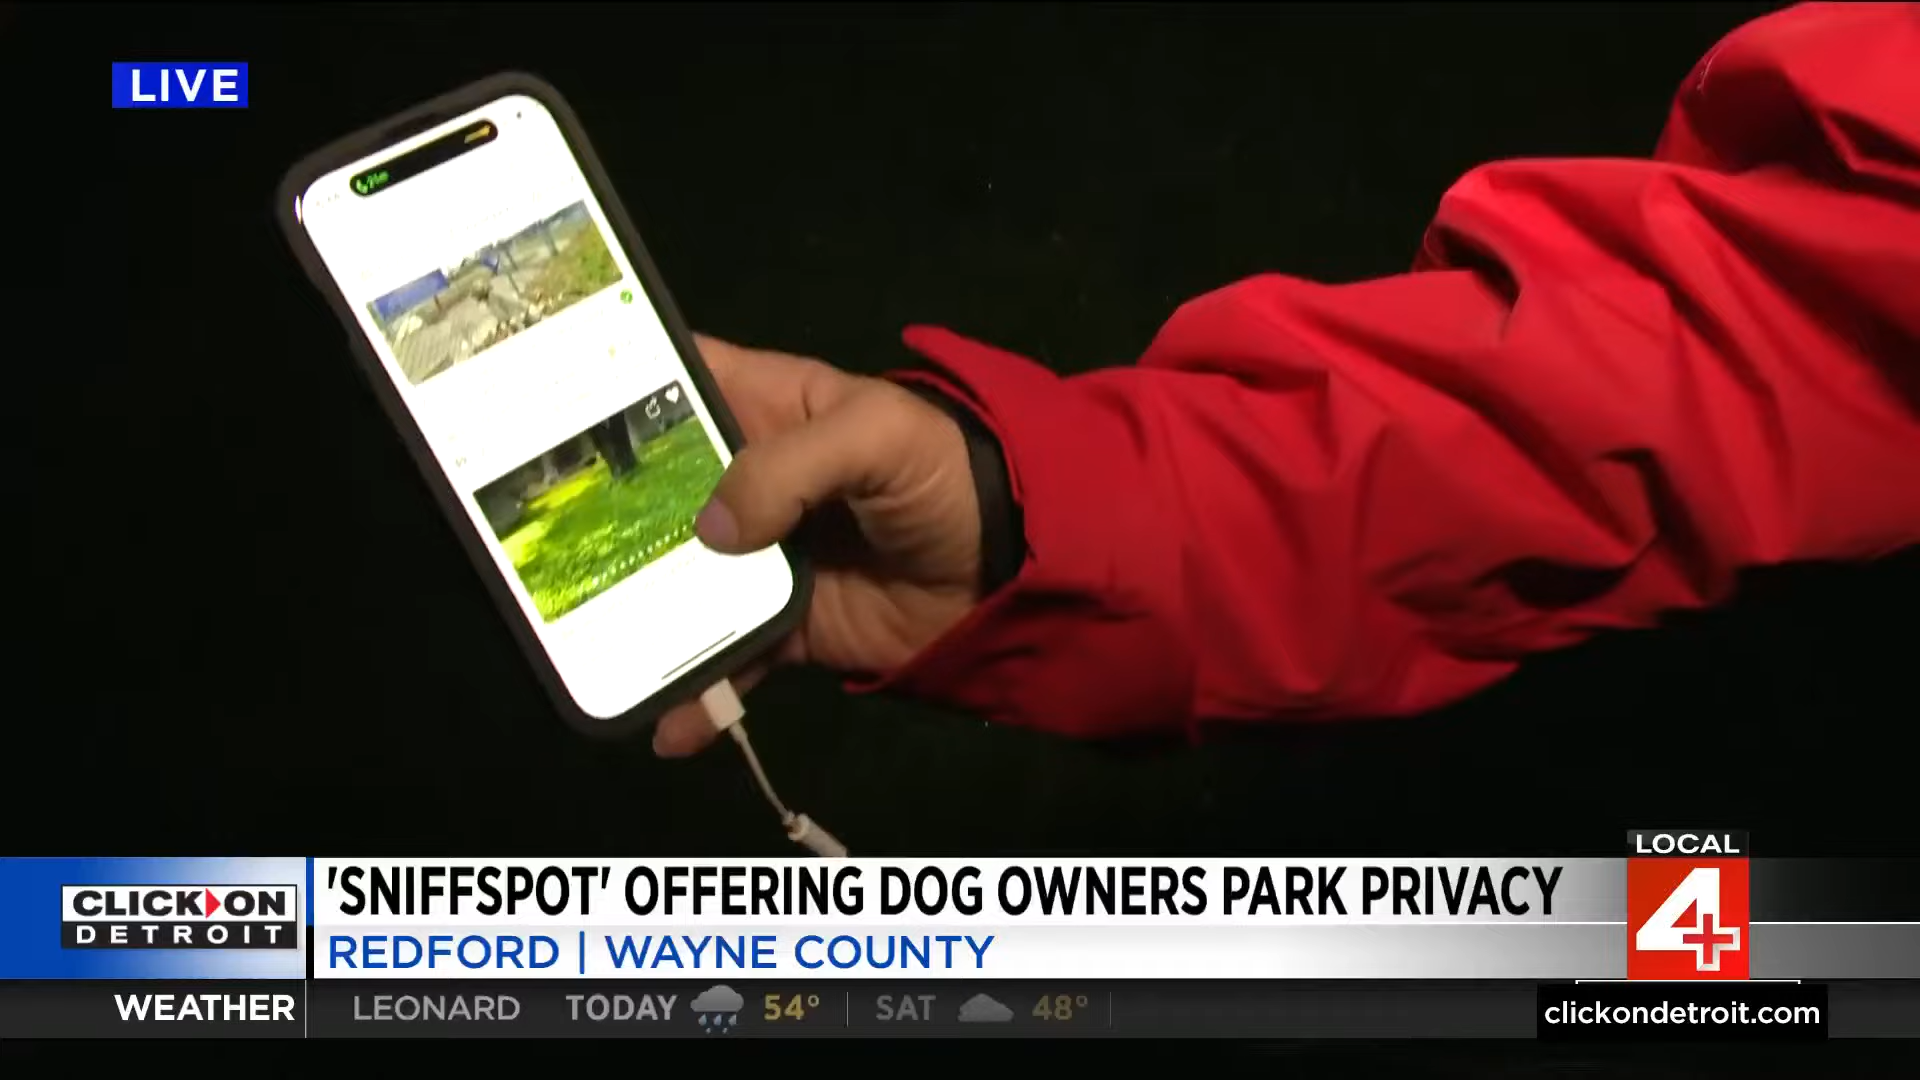 LIVE
'SNIFFSPOT' OFFERING DOG OWNERS PARK PRIVACY
REDFORD | WAYNE COUNTY
CLICK ON
DETROIT
LOCAL
4
WEATHER LEONARD TODAY 54° SAT 48°
clickondetroit.com